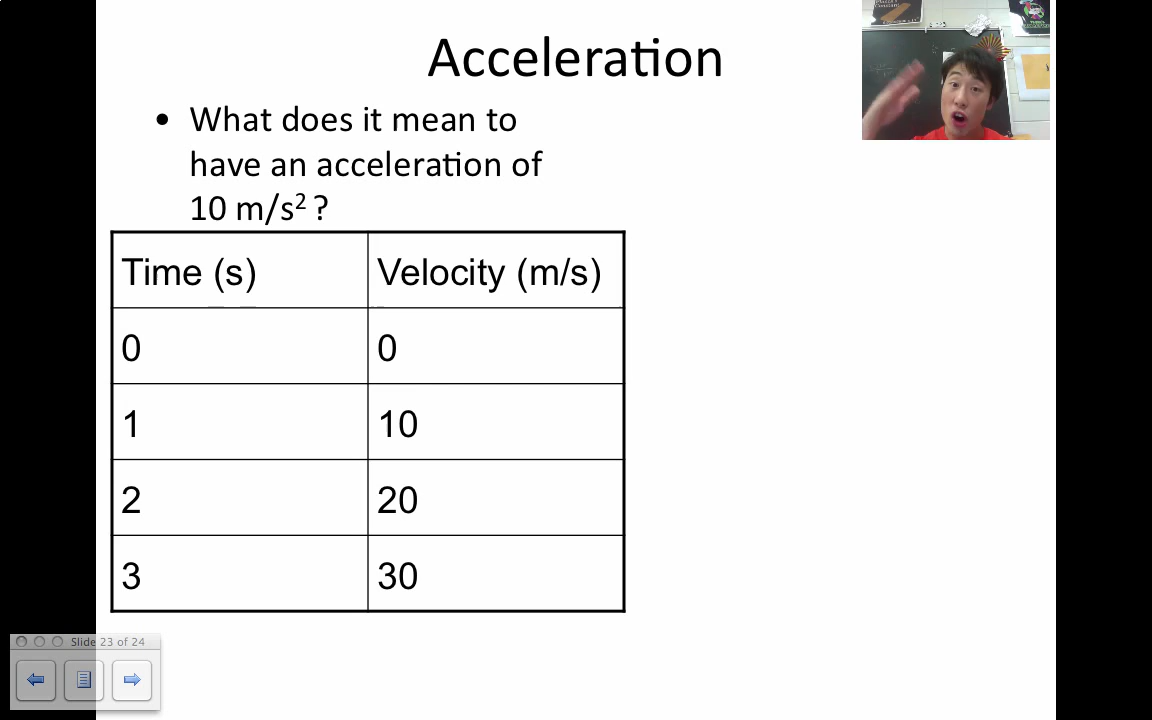 Acceleration
• What does it mean to
have an acceleration of
10 m/s² ?
Time (s) Velocity (m/s)
0 0
1 10
2 20
3 30
Slide 23 of 24